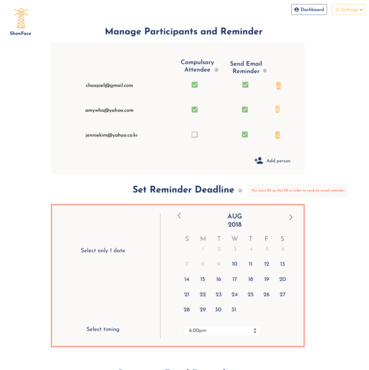 ShowFace
Dashboard
Settings
Manage Participants and Reminder
Compulsory Attendee
Send Email Reminder
choojoel@gmail.com
amywho@yahoo.com
jenniekim@yahoo.co.kr
Add person
Set Reminder Deadline
You must fill up this fill in order to send an email reminder.
AUG
2018
Select only 1 date
S M T W T F S
1 2 3 4 5 6
7 8 9 10 11 12 13
14 15 16 17 18 19 20
21 22 23 24 25 26 27
28 29 30 31
Select timing
6:00pm